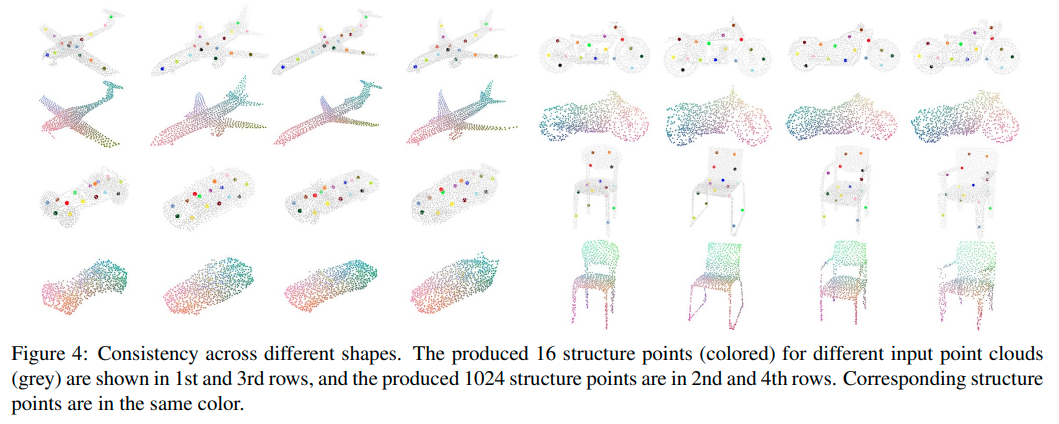 Figure 4: Consistency across different shapes. The produced 16 structure points (colored) for different input point clouds
(grey) are shown in 1st and 3rd rows, and the produced 1024 structure points are in 2nd and 4th rows. Corresponding structure
points are in the same color.